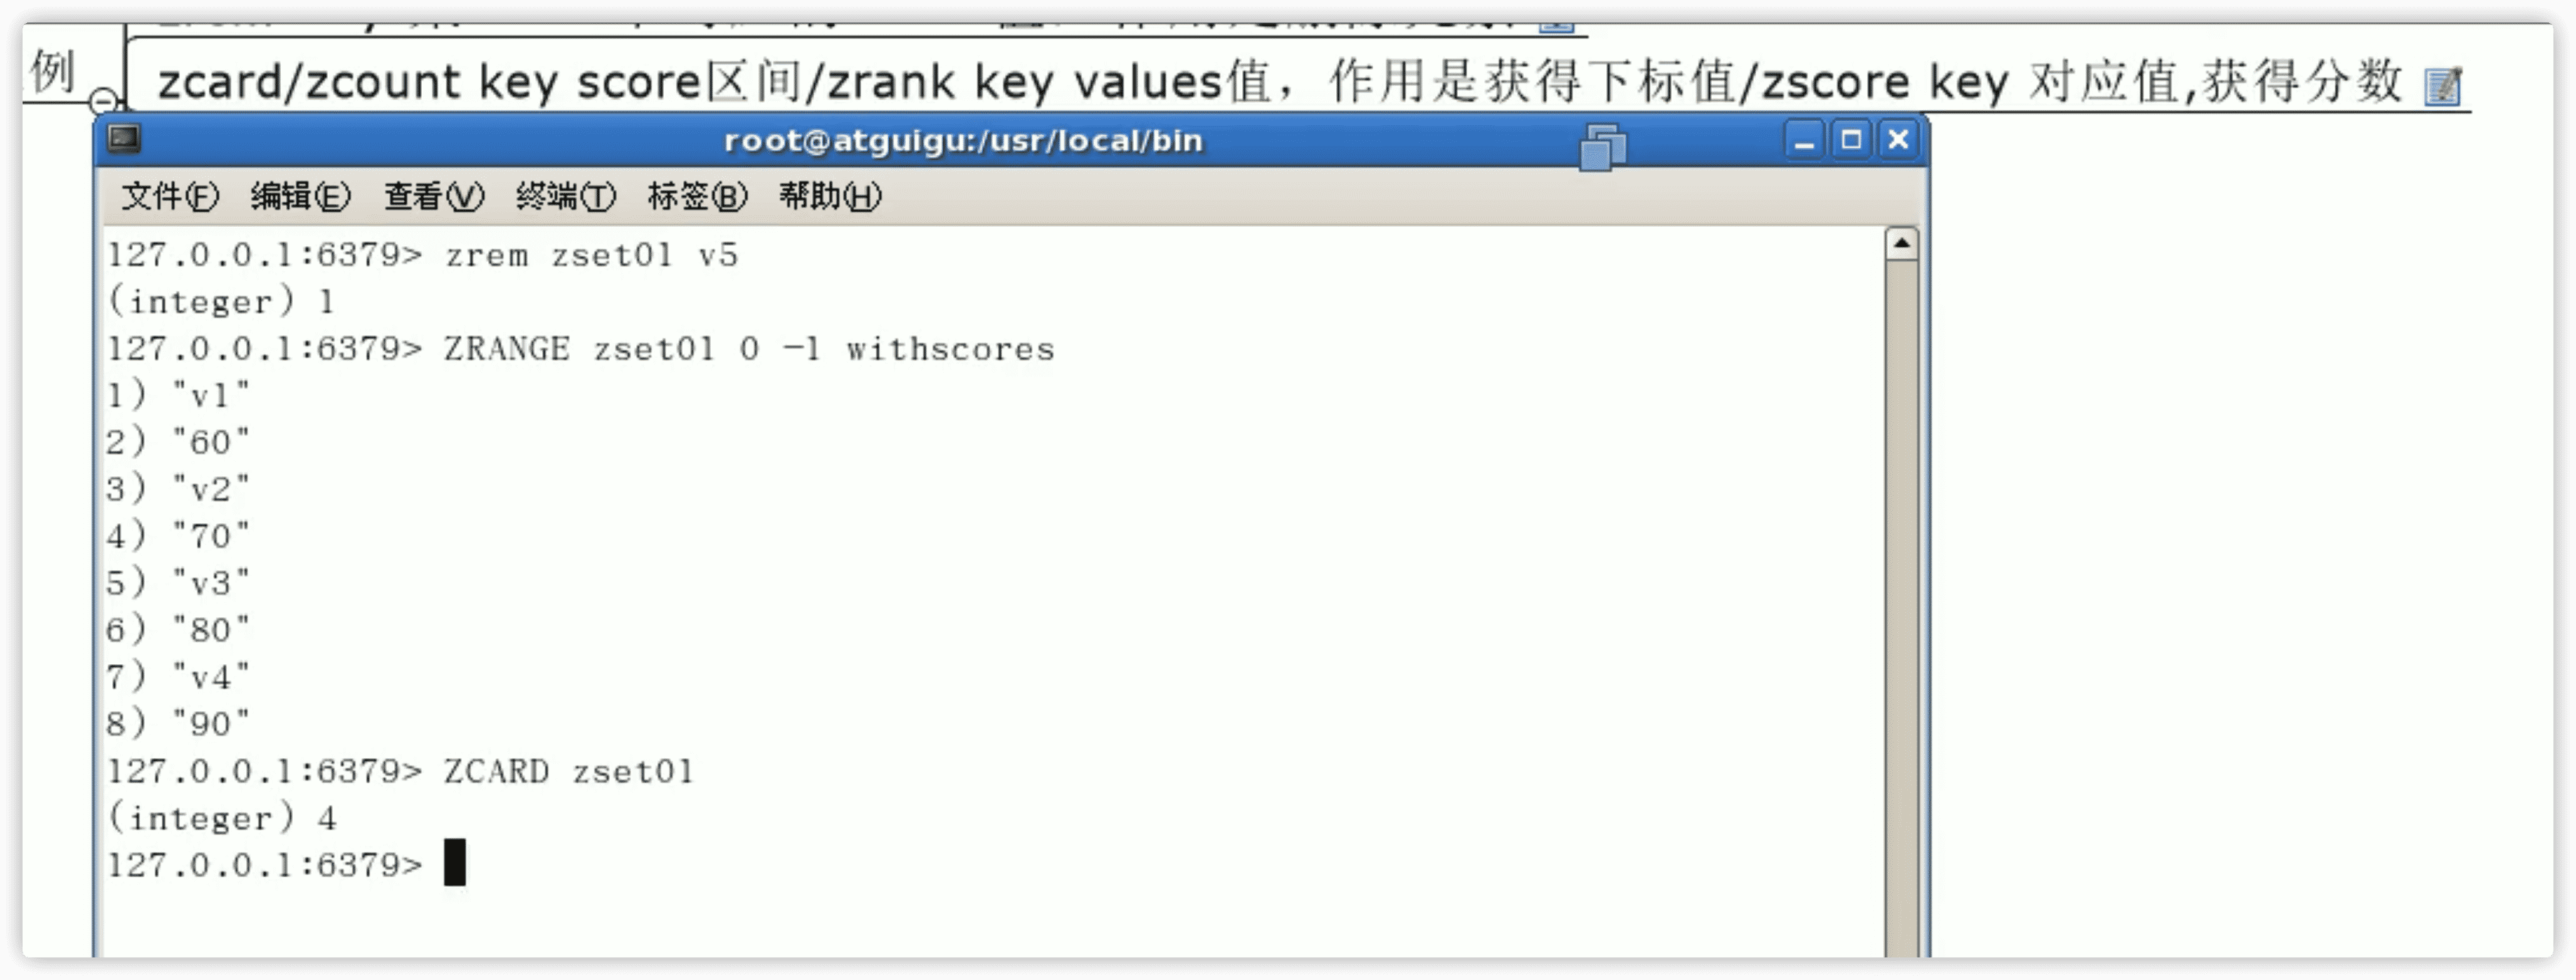 例
zcard/zcount key score区间/zrank key values值，作用是获得下标值/zscore key 对应值,获得分数
root@atguigu:/usr/local/bin
文件(F) 编辑(E) 查看(V) 终端(T) 标签(B) 帮助(H)
127.0.0.1:6379> zrem zset01 v5
(integer) 1
127.0.0.1:6379> ZRANGE zset01 0 -1 withscores
1) "v1"
2) "60"
3) "v2"
4) "70"
5) "v3"
6) "80"
7) "v4"
8) "90"
127.0.0.1:6379> ZCARD zset01
(integer) 4
127.0.0.1:6379>